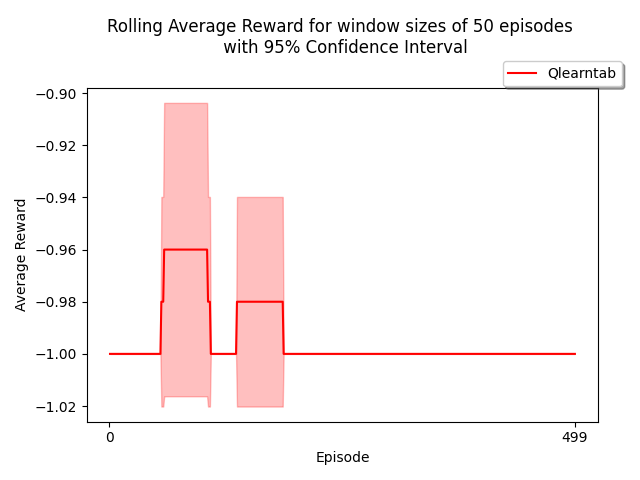 Rolling Average Reward for window sizes of 50 episodes
with 95% Confidence Interval
Qlearntab
−0.90
−0.92
−0.94
−0.96
−0.98
−1.00
−1.02
Average Reward
0
499
Episode